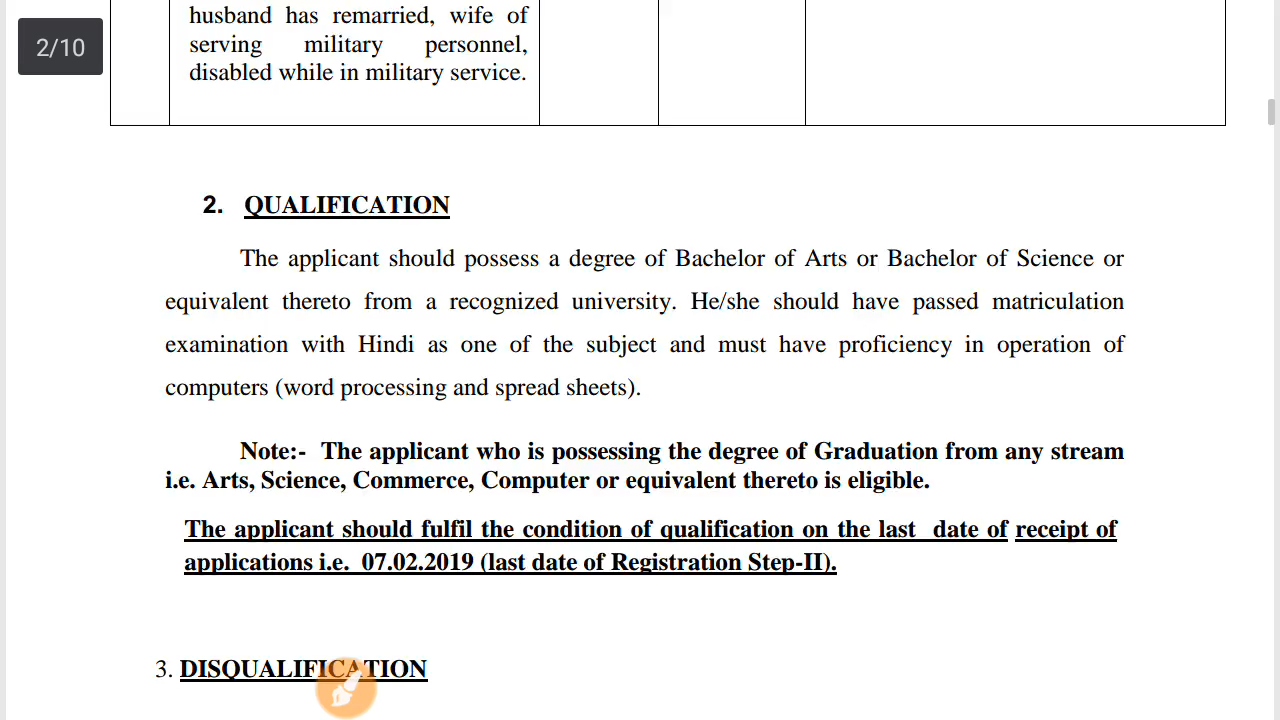 2/10
husband has remarried, wife of
serving military personnel,
disabled while in military service.
2. QUALIFICATION
The applicant should possess a degree of Bachelor of Arts or Bachelor of Science or
equivalent thereto from a recognized university. He/she should have passed matriculation
examination with Hindi as one of the subject and must have proficiency in operation of
computers (word processing and spread sheets).
Note:- The applicant who is possessing the degree of Graduation from any stream
i.e. Arts, Science, Commerce, Computer or equivalent thereto is eligible.
The applicant should fulfil the condition of qualification on the last date of receipt of
applications i.e. 07.02.2019 (last date of Registration Step-II).
3. DISQUALIFICATION